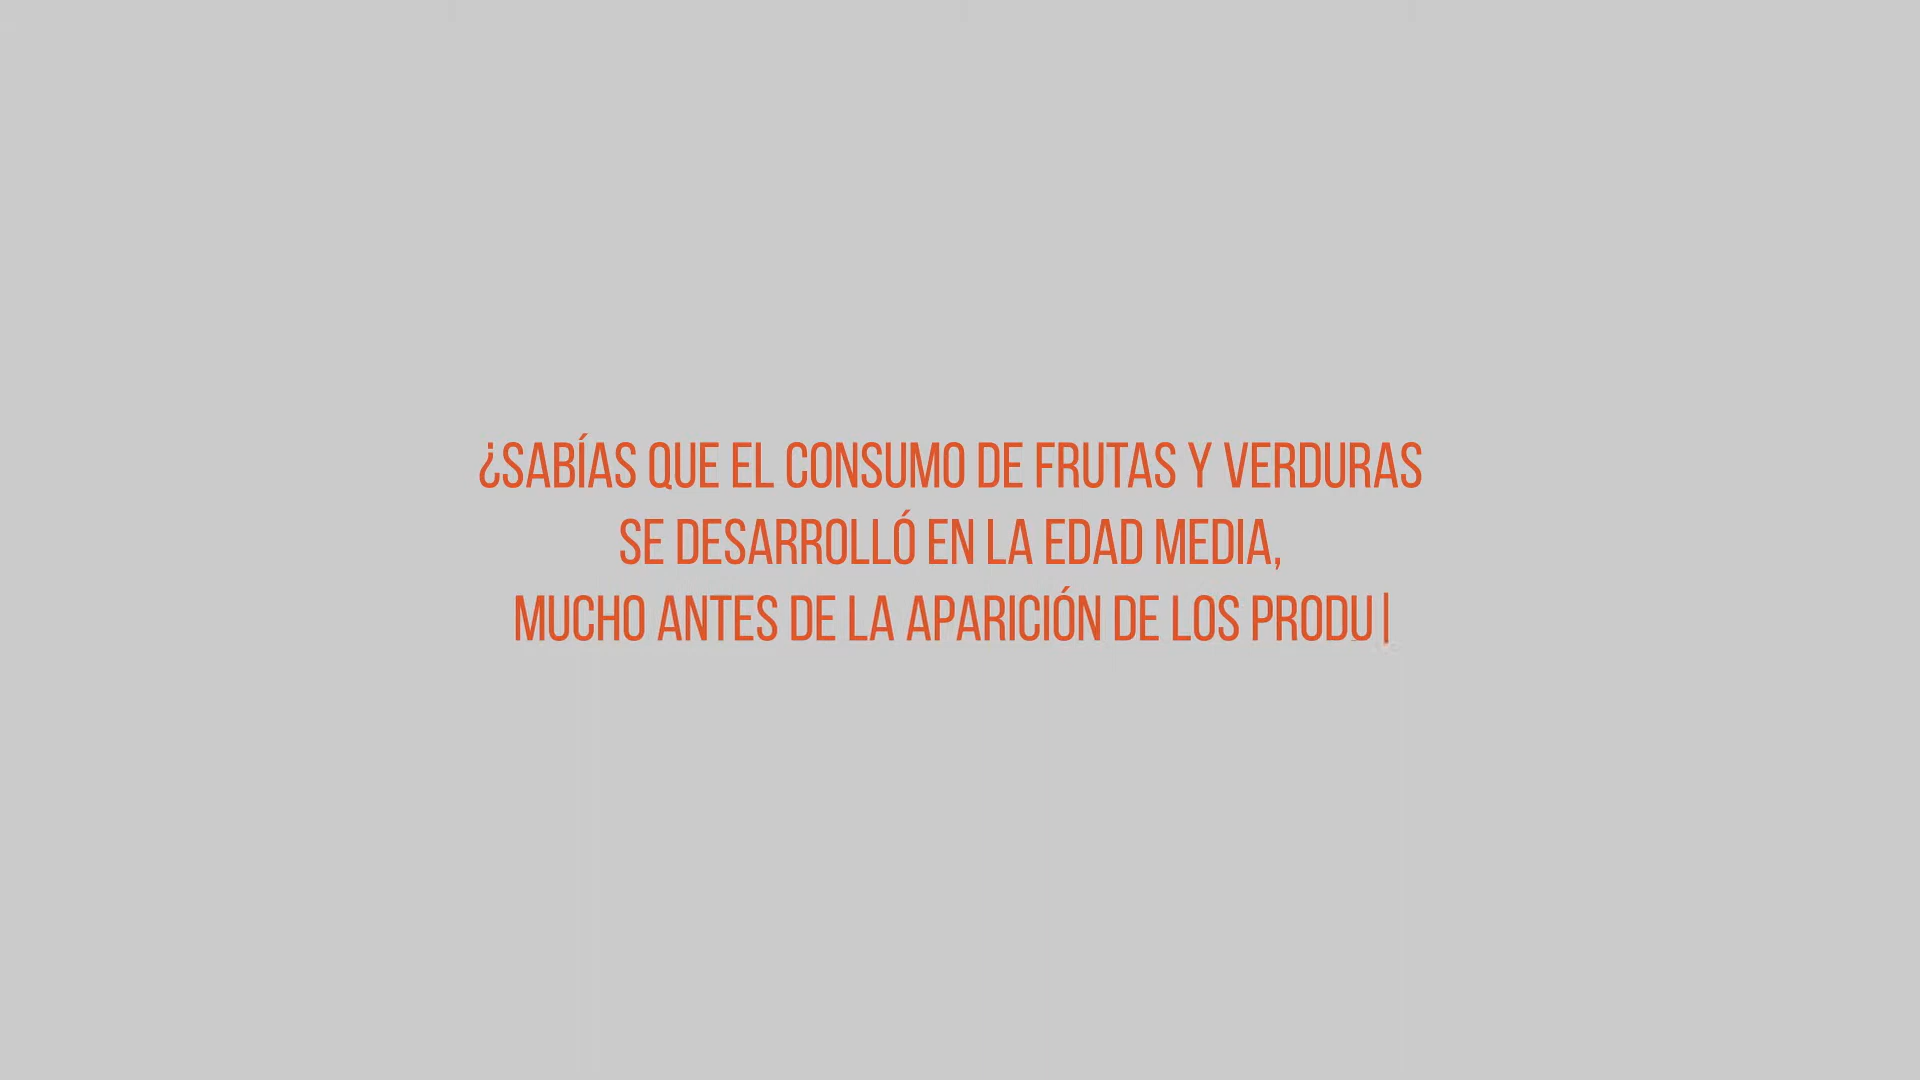 ¿SABÍAS QUE EL CONSUMO DE FRUTAS Y VERDURAS
SE DESARROLLÓ EN LA EDAD MEDIA,
MUCHO ANTES DE LA APARICIÓN DE LOS PRODU|